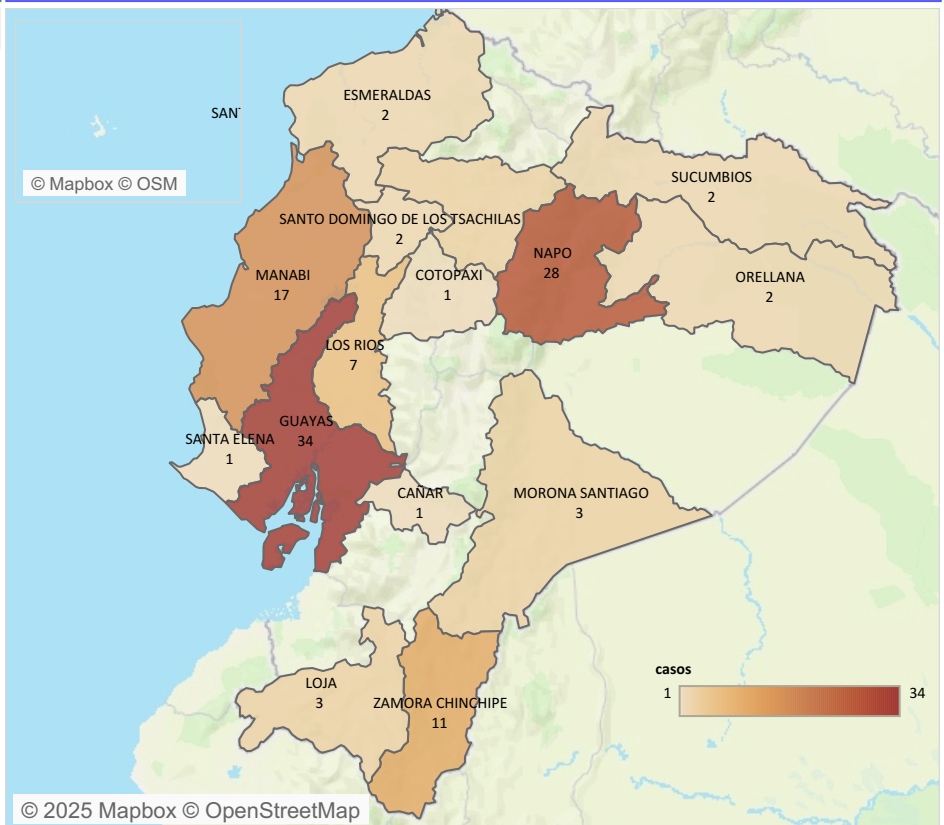 ESMERALDAS
2
SAN
© Mapbox © OSM
SUCUMBIOS
2
SANTO DOMINGO DE LOS TSACHILAS
2
NAPO
28
MANABI
17
COTOPAXI
1
ORELLANA
2
LOS RIOS
7
GUAYAS
34
SANTA ELENA
1
CAÑAR
1
MORONA SANTIAGO
3
LOJA
3
ZAMORA CHINCHIPE
11
casos
1 34
© 2025 Mapbox © OpenStreetMap